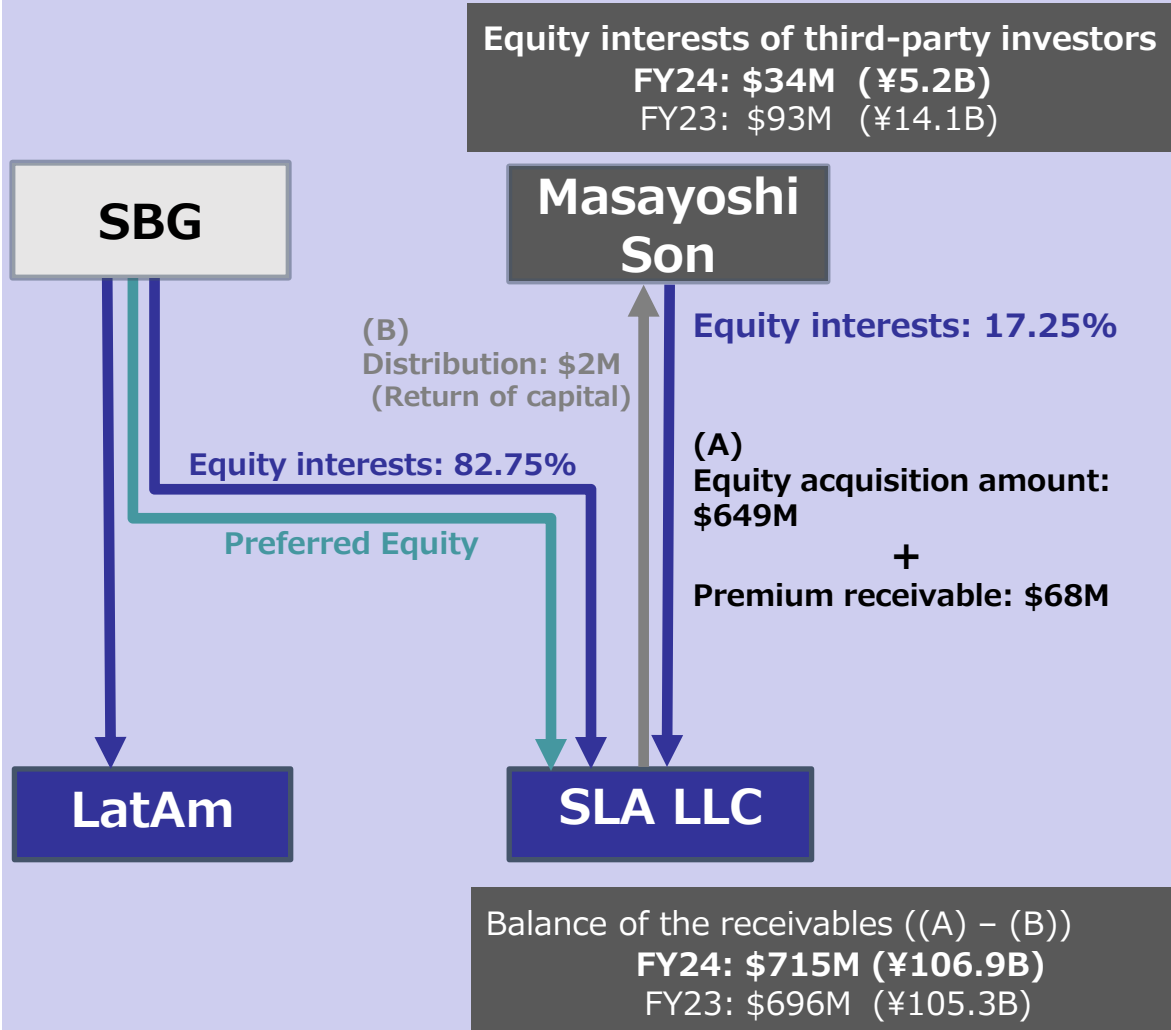 Equity interests of third-party investors
FY24: $34M (¥5.2B)
FY23: $93M (¥14.1B)
SBG
Masayoshi
Son
(B)
Distribution: $2M
(Return of capital)
Equity interests: 17.25%
(A)
Equity acquisition amount:
$649M
+
Premium receivable: $68M
Equity interests: 82.75%
Preferred Equity
LatAm
SLA LLC
Balance of the receivables ((A) – (B))
FY24: $715M (¥106.9B)
FY23: $696M (¥105.3B)